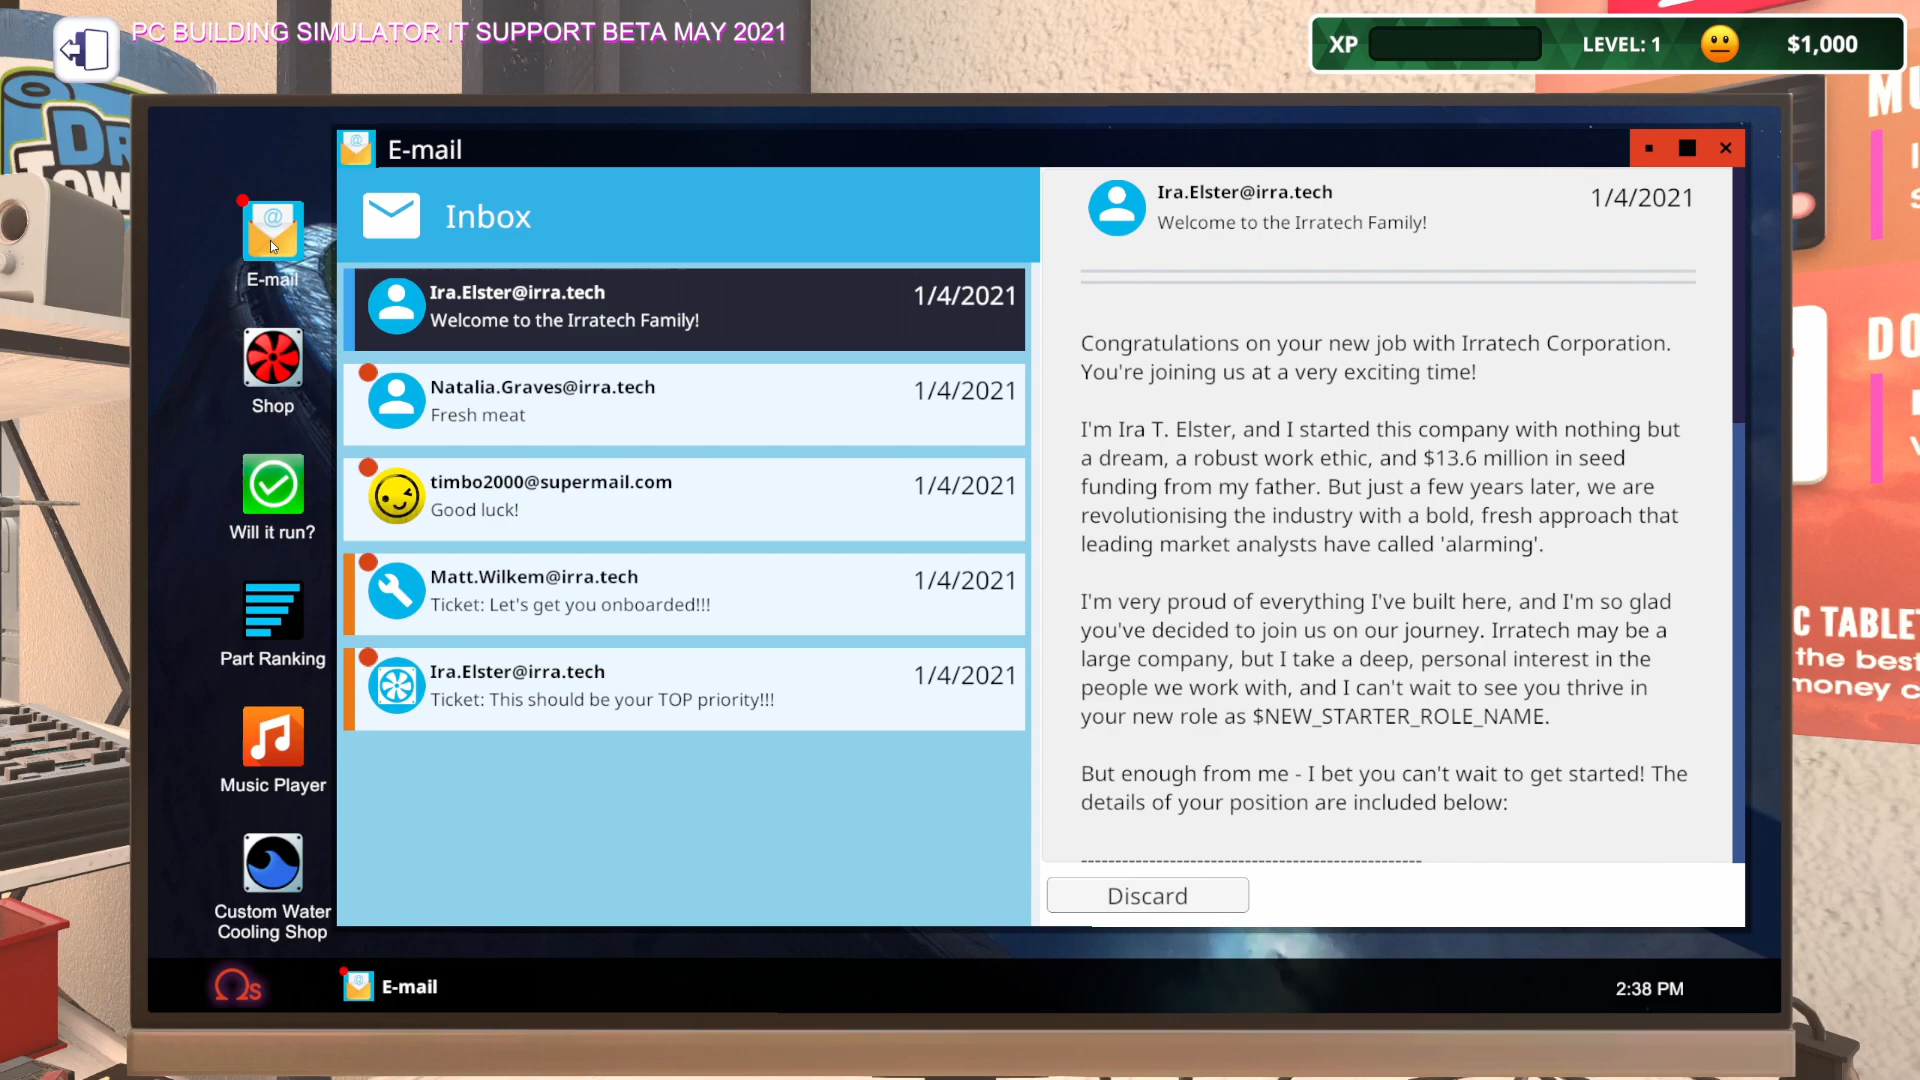 PC BUILDING SIMULATOR IT SUPPORT BETA MAY 2021
XP
LEVEL: 1
$1,000
E-mail
Inbox
Ira.Elster@irra.tech
1/4/2021
Welcome to the Irratech Family!
Natalia.Graves@irra.tech
1/4/2021
Fresh meat
timbo2000@supermail.com
1/4/2021
Good luck!
Matt.Wilkem@irra.tech
1/4/2021
Ticket: Let's get you onboarded!!!
Ira.Elster@irra.tech
1/4/2021
Ticket: This should be your TOP priority!!!
Ira.Elster@irra.tech
1/4/2021
Welcome to the Irratech Family!
Congratulations on your new job with Irratech Corporation.
You're joining us at a very exciting time!
I'm Ira T. Elster, and I started this company with nothing but
a dream, a robust work ethic, and $13.6 million in seed
funding from my father. But just a few years later, we are
revolutionising the industry with a bold, fresh approach that
leading market analysts have called 'alarming'.
I'm very proud of everything I've built here, and I'm so glad
you've decided to join us on our journey. Irratech may be a
large company, but I take a deep, personal interest in the
people we work with, and I can't wait to see you thrive in
your new role as $NEW_STARTER_ROLE_NAME.
But enough from me - I bet you can't wait to get started! The
details of your position are included below:
--------------------------------------------------
Discard
E-mail
Shop
Will it run?
Part Ranking
Music Player
Custom Water
Cooling Shop
Ωs
E-mail
2:38 PM
C TABLET
the best
money c